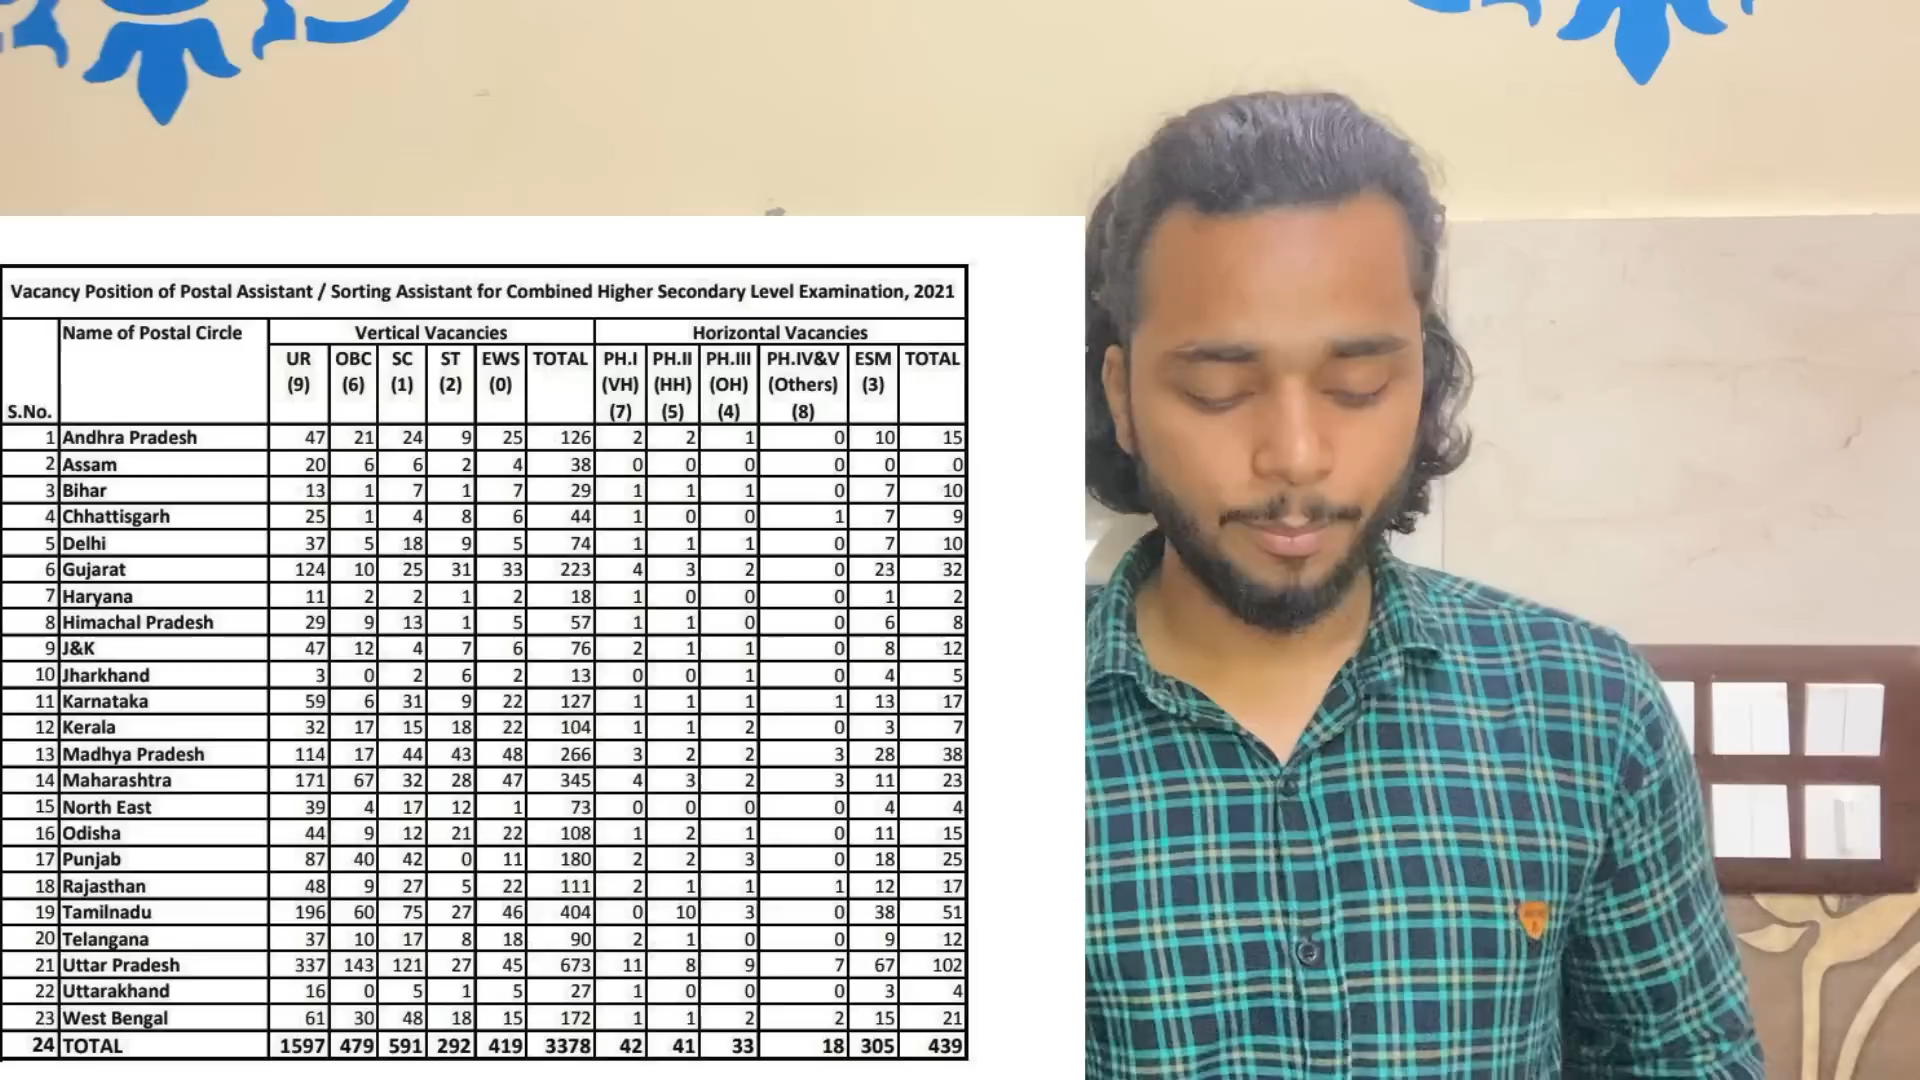 Vacancy Position of Postal Assistant / Sorting Assistant for Combined Higher Secondary Level Examination, 2021
S.No. Name of Postal Circle Vertical Vacancies Horizontal Vacancies
UR OBC SC ST EWS TOTAL PH.I PH.II PH.III PH.IV&V ESM TOTAL
(9) (6) (1) (2) (0) (VH) (HH) (OH) (Others) (3)
(7) (5) (4) (8)
1 Andhra Pradesh 47 21 24 9 25 126 2 2 1 0 10 15
2 Assam 20 6 6 2 4 38 0 0 0 0 0 0
3 Bihar 13 1 7 1 7 29 1 1 1 0 7 10
4 Chhattisgarh 25 1 4 8 6 44 1 0 0 1 7 9
5 Delhi 37 5 18 9 5 74 1 1 1 0 7 10
6 Gujarat 124 10 25 31 33 223 4 3 2 0 23 32
7 Haryana 11 2 2 1 2 18 1 0 0 0 1 2
8 Himachal Pradesh 29 9 13 1 5 57 1 1 0 0 6 8
9 J&K 47 12 4 7 6 76 2 1 1 0 8 12
10 Jharkhand 3 0 2 6 2 13 0 0 1 0 4 5
11 Karnataka 59 6 31 9 22 127 1 1 1 1 13 17
12 Kerala 32 17 15 18 22 104 1 1 2 0 3 7
13 Madhya Pradesh 114 17 44 43 48 266 3 2 2 3 28 38
14 Maharashtra 171 67 32 28 47 345 4 3 2 3 11 23
15 North East 39 4 17 12 1 73 0 0 0 0 4 4
16 Odisha 44 9 12 21 22 108 1 2 1 0 11 15
17 Punjab 87 40 42 0 11 180 2 2 3 0 18 25
18 Rajasthan 48 9 27 5 22 111 2 1 1 1 12 17
19 Tamilnadu 196 60 75 27 46 404 0 10 3 0 38 51
20 Telangana 37 10 17 8 18 90 2 1 0 0 9 12
21 Uttar Pradesh 337 143 121 27 45 673 11 8 9 7 67 102
22 Uttarakhand 16 0 5 1 5 27 1 0 0 0 3 4
23 West Bengal 61 30 48 18 15 172 1 1 2 2 15 21
24 TOTAL 1597 479 591 292 419 3378 42 41 33 18 305 439